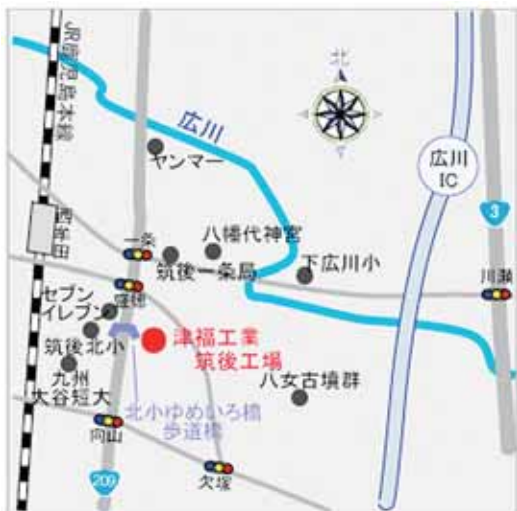 JR鹿児島本線
北
広川
ヤンマー
広川
IC
3
西牟田
一条
八幡代神宮
筑後一条局
下広川小
川瀬
窪徳
セブン
イレブン
筑後北小
津福工業
筑後工場
九州
大谷短大
八女古墳群
北小ゆめいろ橋
歩道橋
向山
欠塚
209